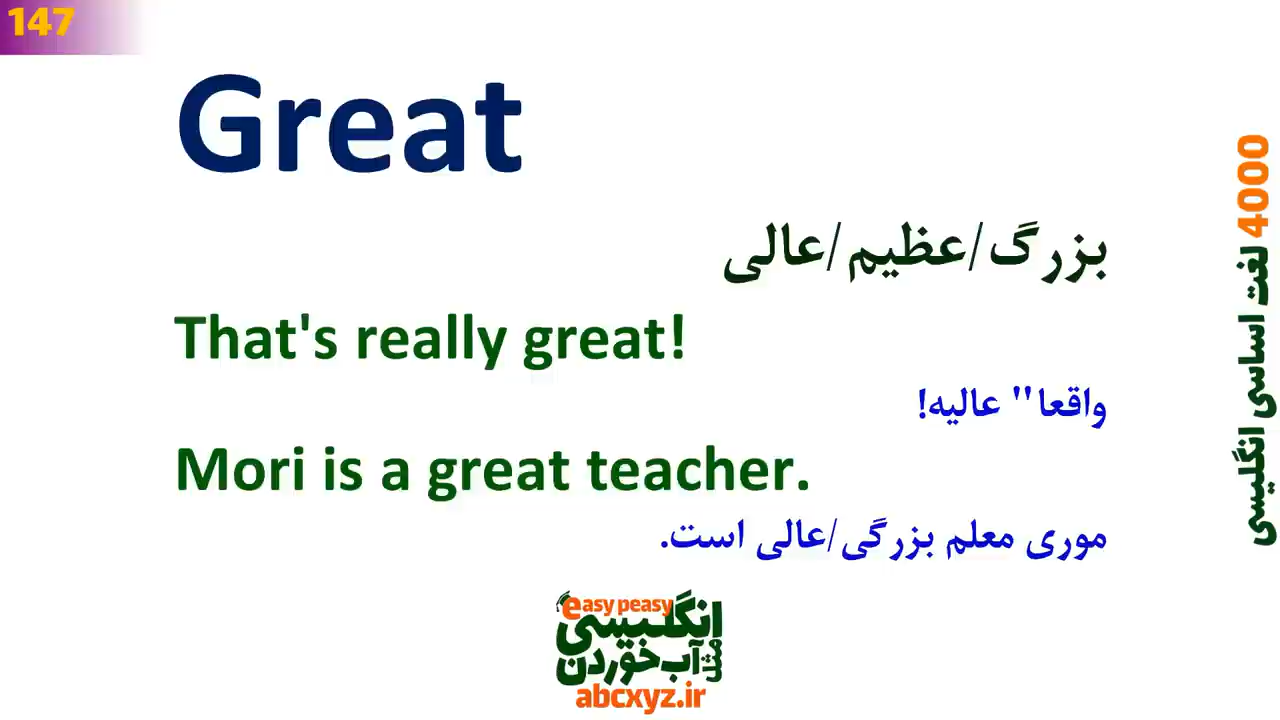 147
Great
بزرگ/عظیم/عالی
That's really great!
واقعا" عالیه!
Mori is a great teacher.
موری معلم بزرگی/عالی است.
4000 لغت اساسی انگلیسی
easy peasy
انگلیسی
مثل آب خوردن
abcxyz.ir